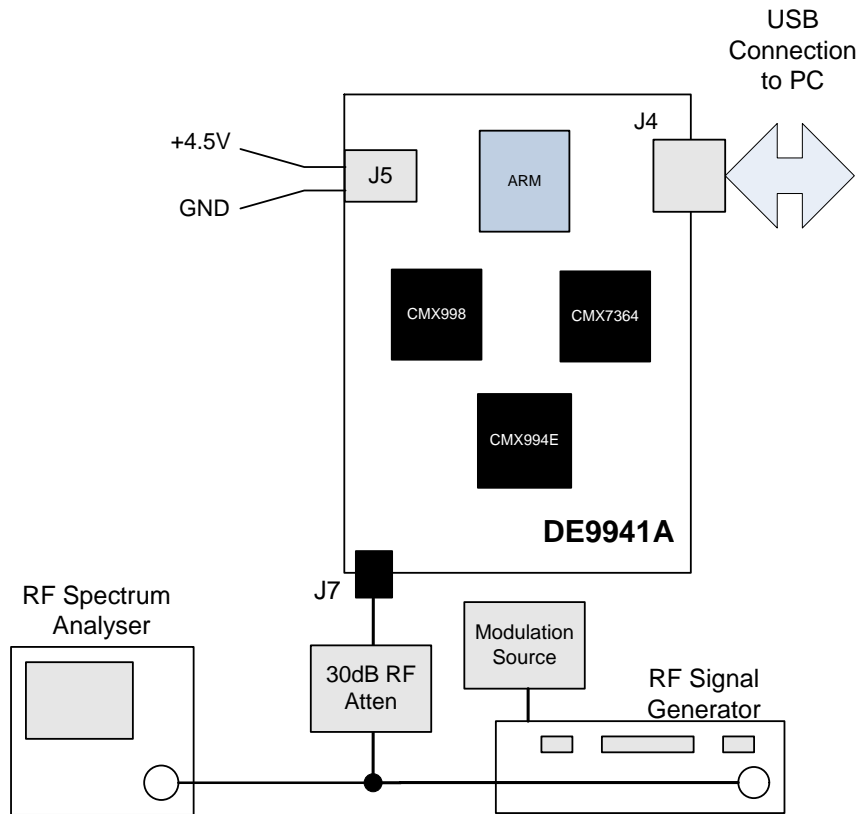 USB
Connection
to PC
J4
+4.5V
J5
ARM
GND
CMX998
CMX7364
CMX994E
DE9941A
J7
RF Spectrum
Analyser
Modulation
Source
30dB RF
Atten
RF Signal
Generator